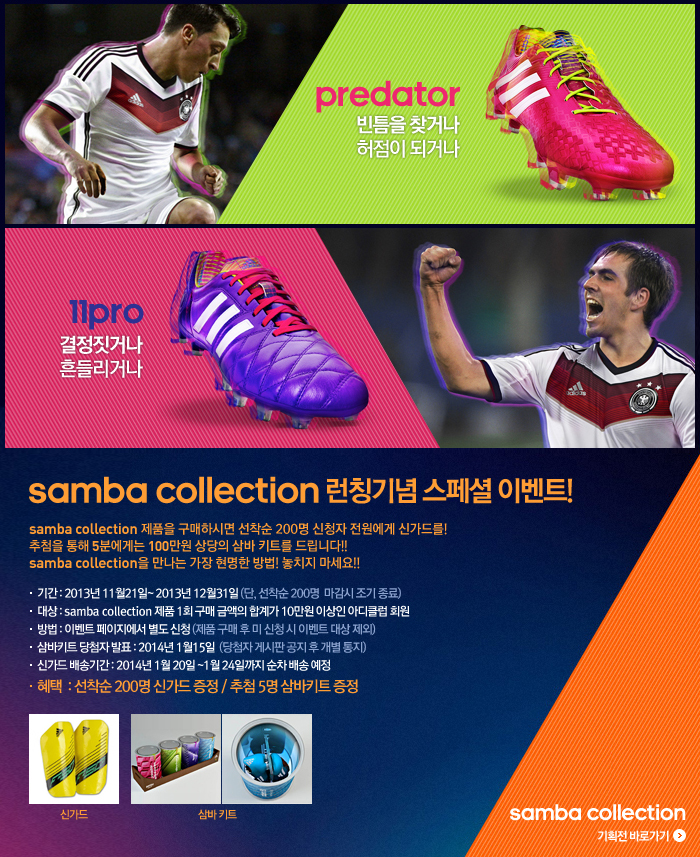 predator
빈틈을 찾거나
허점이 되거나
11pro
결정짓거나
흔들리거나
adidas
samba collection 런칭기념 스페셜 이벤트!
samba collection 제품을 구매하시면 선착순 200명 신청자 전원에게 신가드를!
추첨을 통해 5분에게는 100만원 상당의 삼바 키트를 드립니다!!
samba collection을 만나는 가장 현명한 방법! 놓치지 마세요!!
· 기간 : 2013년 11월21일~ 2013년 12월31일 (단, 선착순 200명 마감시 조기 종료)
· 대상 : samba collection 제품 1회 구매 금액의 합계가 10만원 이상인 아디클럽 회원
· 방법 : 이벤트 페이지에서 별도 신청 (제품 구매 후 미 신청 시 이벤트 대상 제외)
· 삼바키트 당첨자 발표 : 2014년 1월15일 (당첨자 게시판 공지 후 개별 통지)
· 신가드 배송기간 : 2014년 1월 20일 ~1월 24일까지 순차 배송 예정
· 혜택 : 선착순 200명 신가드 증정 / 추첨 5명 삼바키트 증정
신가드
삼바 키트
samba collection
기획전 바로가기